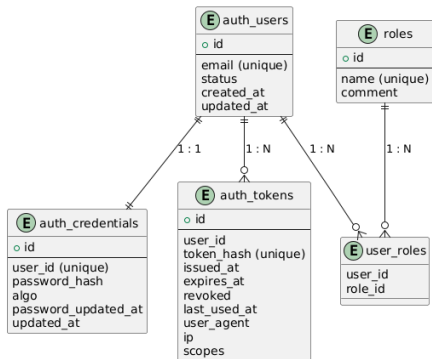 E auth_users
id
email (unique)
status
created_at
updated_at
E roles
id
name (unique)
comment
1 : 1
1 : N
1 : N
1 : N
E auth_credentials
id
user_id (unique)
password_hash
algo
password_updated_at
updated_at
E auth_tokens
id
user_id
token_hash (unique)
issued_at
expires_at
revoked
last_used_at
user_agent
ip
scopes
E user_roles
user_id
role_id